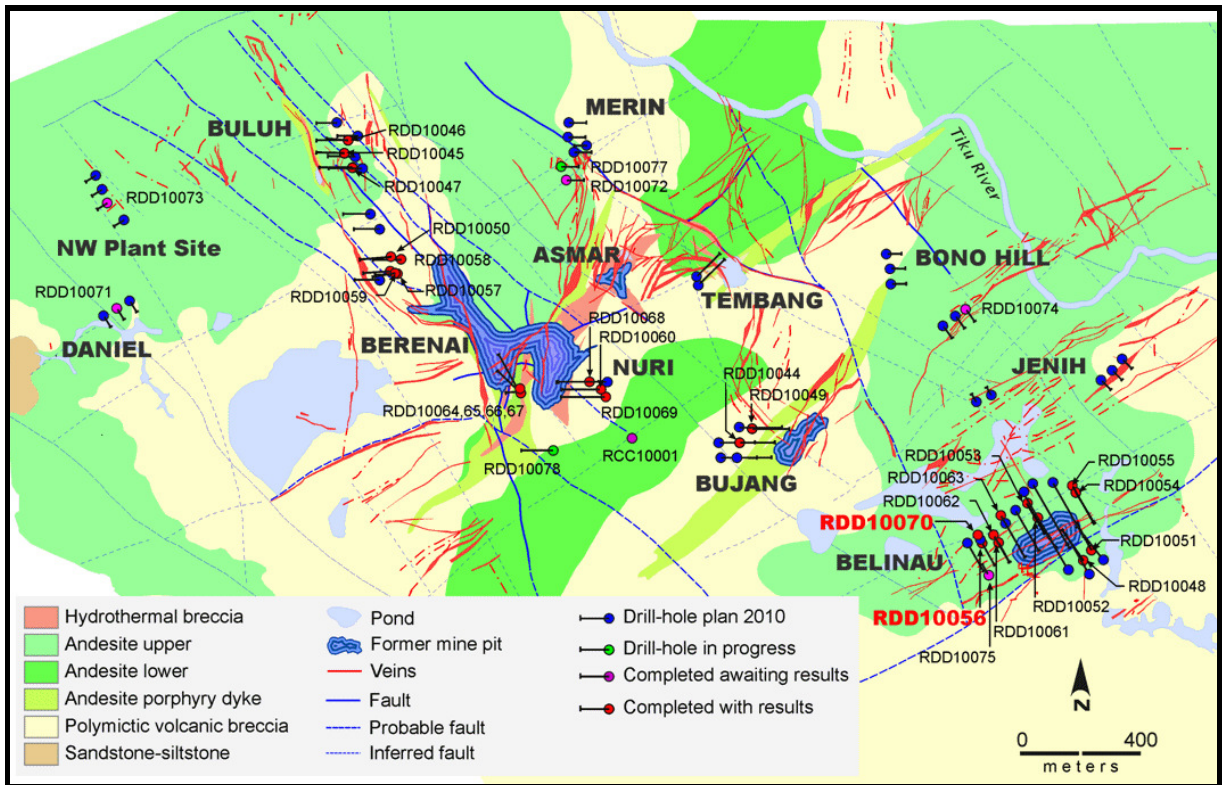 MERIN
BULUH
RDD10046
RDD10045
RDD10077
RDD10047
RDD10072
Tiku River
RDD10073
NW Plant Site
RDD10050
ASMAR
BONO HILL
RDD10058
RDD10071
RDD10059
RDD10057
TEMBANG
RDD10074
DANIEL
BERENAI
RDD10068
RDD10060
NURI
JENIH
RDD10044
RDD10049
RDD10064,65,66,67
RDD10069
RCC10001
RDD10078
BUJANG
RDD10053
RDD10055
RDD10063
RDD10054
RDD10062
RDD10070
RDD10051
BELINAU
RDD10048
RDD10052
RDD10056
RDD10061
RDD10075
Hydrothermal breccia
Andesite upper
Andesite lower
Andesite porphyry dyke
Polymictic volcanic breccia
Sandstone-siltstone
Pond
Former mine pit
Veins
Fault
Probable fault
Inferred fault
Drill-hole plan 2010
Drill-hole in progress
Completed awaiting results
Completed with results
N
0 400
meters